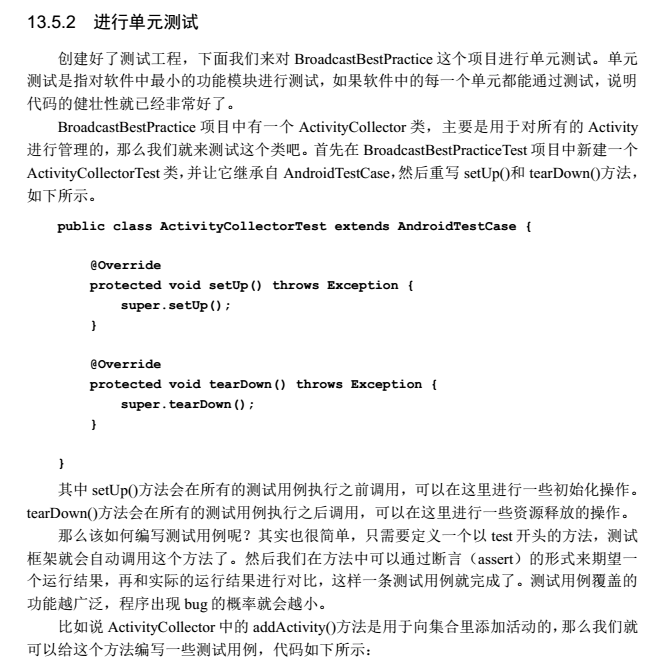 13.5.2 进行单元测试
创建好了测试工程，下面我们来对 BroadcastBestPractice 这个项目进行单元测试。单元
测试是指对软件中最小的功能模块进行测试，如果软件中的每一个单元都能通过测试，说明
代码的健壮性就已经非常好了。
BroadcastBestPractice 项目中有一个 ActivityCollector 类，主要是用于对所有的 Activity
进行管理的，那么我们就来测试这个类吧。首先在 BroadcastBestPracticeTest 项目中新建一个
ActivityCollectorTest 类，并让它继承自 AndroidTestCase，然后重写 setUp()和 tearDown()方法，
如下所示。
public class ActivityCollectorTest extends AndroidTestCase {
@Override
protected void setUp() throws Exception {
super.setUp();
}
@Override
protected void tearDown() throws Exception {
super.tearDown();
}
}
其中 setUp()方法会在所有的测试用例执行之前调用，可以在这里进行一些初始化操作。
tearDown()方法会在所有的测试用例执行之后调用，可以在这里进行一些资源释放的操作。
那么该如何编写测试用例呢？其实也很简单，只需要定义一个以 test 开头的方法，测试
框架就会自动调用这个方法了。然后我们在方法中可以通过断言（assert）的形式来期望一
个运行结果，再和实际的运行结果进行对比，这样一条测试用例就完成了。测试用例覆盖的
功能越广泛，程序出现 bug 的概率就会越小。
比如说 ActivityCollector 中的 addActivity()方法是用于向集合里添加活动的，那么我们就
可以给这个方法编写一些测试用例，代码如下所示：